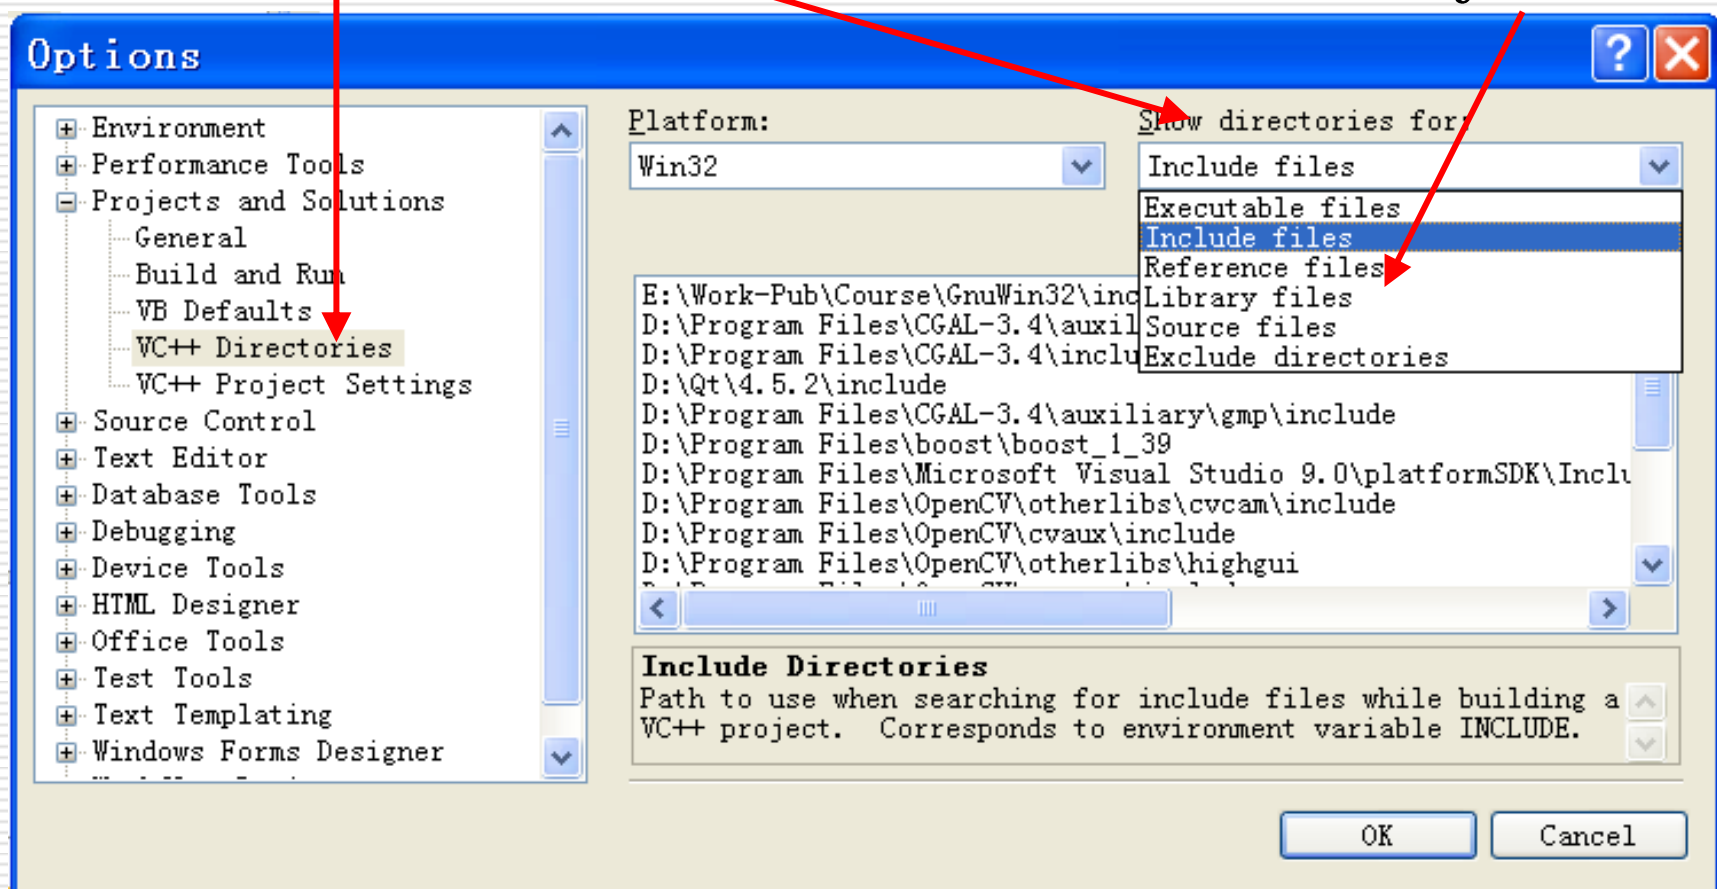 Options
Environment
Performance Tools
Projects and Solutions
General
Build and Run
VB Defaults
VC++ Directories
VC++ Project Settings
Source Control
Text Editor
Database Tools
Debugging
Device Tools
HTML Designer
Office Tools
Test Tools
Text Templating
Windows Forms Designer
Platform:
Win32
Show directories for:
Include files
Executable files
Include files
Reference files
Library files
Source files
Exclude directories
E:\Work-Pub\Course\GnuWin32\inc
D:\Program Files\CGAL-3.4\auxil
D:\Program Files\CGAL-3.4\inclu
D:\Qt\4.5.2\include
D:\Program Files\CGAL-3.4\auxiliary\gmp\include
D:\Program Files\boost\boost_1_39
D:\Program Files\Microsoft Visual Studio 9.0\platformSDK\Inclu
D:\Program Files\OpenCV\otherlibs\cvcam\include
D:\Program Files\OpenCV\cvaux\include
D:\Program Files\OpenCV\otherlibs\highgui
Include Directories
Path to use when searching for include files while building a
VC++ project. Corresponds to environment variable INCLUDE.
OK
Cancel